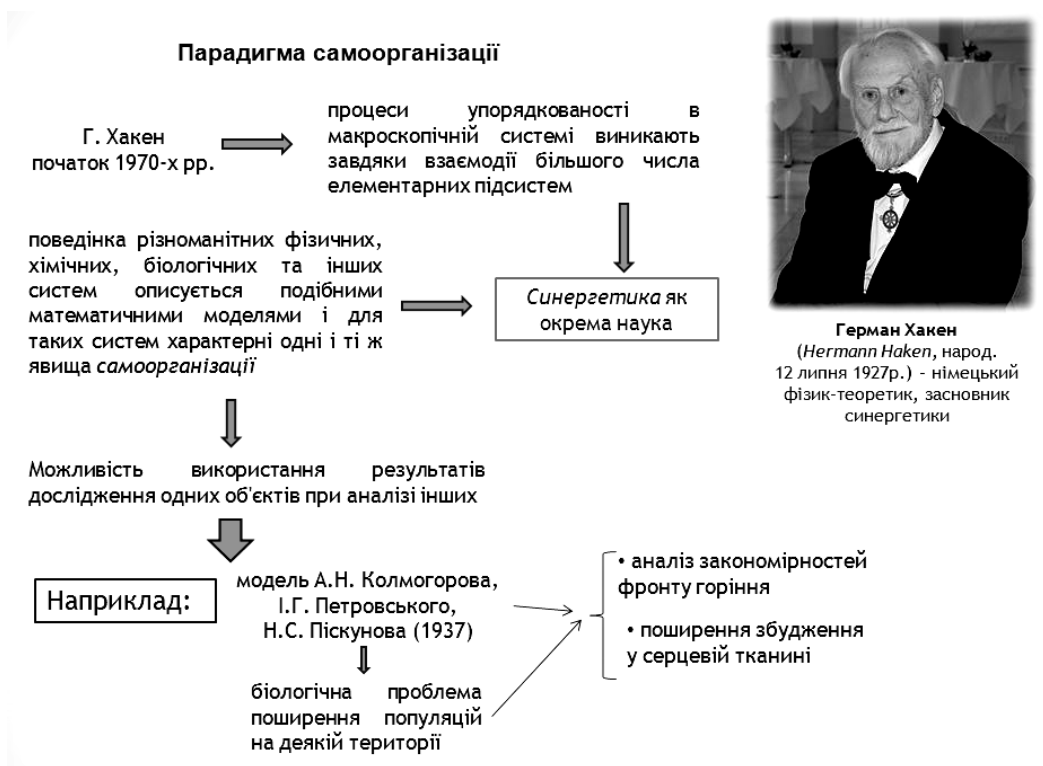 Парадигма самоорганізації
Г. Хакен
початок 1970-х рр.
процеси упорядкованості в
макроскопічній системі виникають
завдяки взаємодії більшого числа
елементарних підсистем
поведінка різноманітних фізичних,
хімічних, біологічних та інших
систем описується подібними
математичними моделями і для
таких систем характерні одні і ті ж
явища самоорганізації
Синергетика як
окрема наука
Герман Хакен
(Hermann Haken, народ.
12 липня 1927р.) – німецький
фізик-теоретик, засновник
синергетики
Можливість використання результатів
дослідження одних об'єктів при аналізі інших
Наприклад:
модель А.Н. Колмогорова,
І.Г. Петровського,
Н.С. Піскунова (1937)
біологічна проблема
поширення популяцій
на деякій території
• аналіз закономірностей
фронту горіння
• поширення збудження
у серцевій тканині